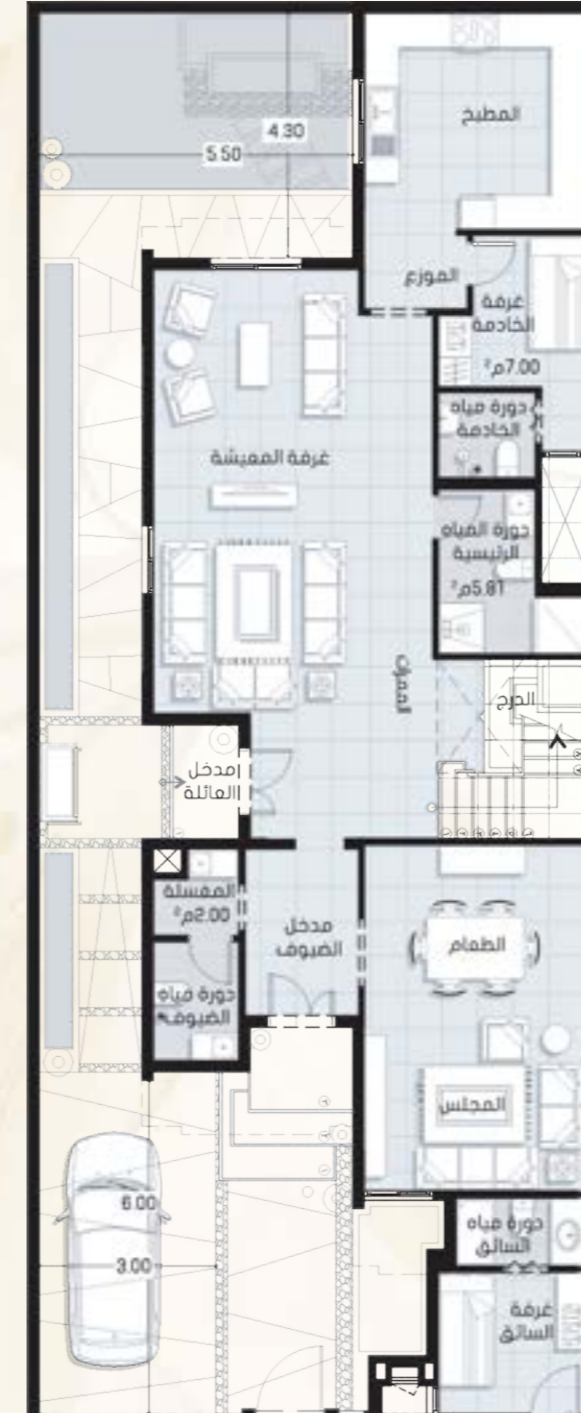 4.30
5.50
المطبخ
الموزع
غرفة
الخادمة
7.00م²
دورة مياه
الخادمة
غرفة المعيشة
دورة المياه
الرئيسية
5.81م²
الممرات
الدرج
مدخل
العائلة
المغسلة
2.00م²
مدخل
الضيوف
الطعام
دورة مياه
الضيوف
المجلس
6.00
3.00
دورة مياه
السائق
غرفة
السائق